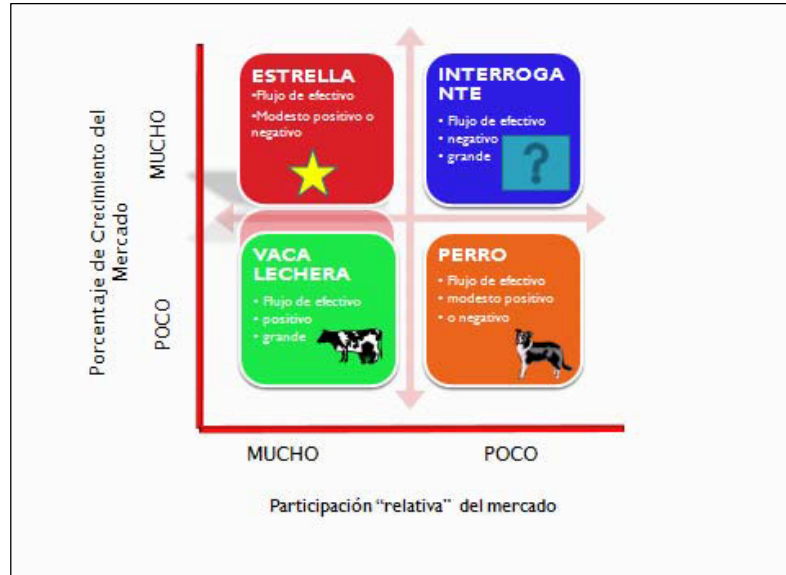 Porcentaje de Crecimiento del
Mercado
MUCHO
POCO
ESTRELLA
•Flujo de efectivo
•Modesto positivo o
negativo
INTERROGA
NTE
• Flujo de efectivo
• negativo
• grande
?
VACA
LECHERA
• Flujo de efectivo
• positivo
• grande
PERRO
• Flujo de efectivo
• modesto positivo
• o negativo
MUCHO
POCO
Participación “relativa” del mercado